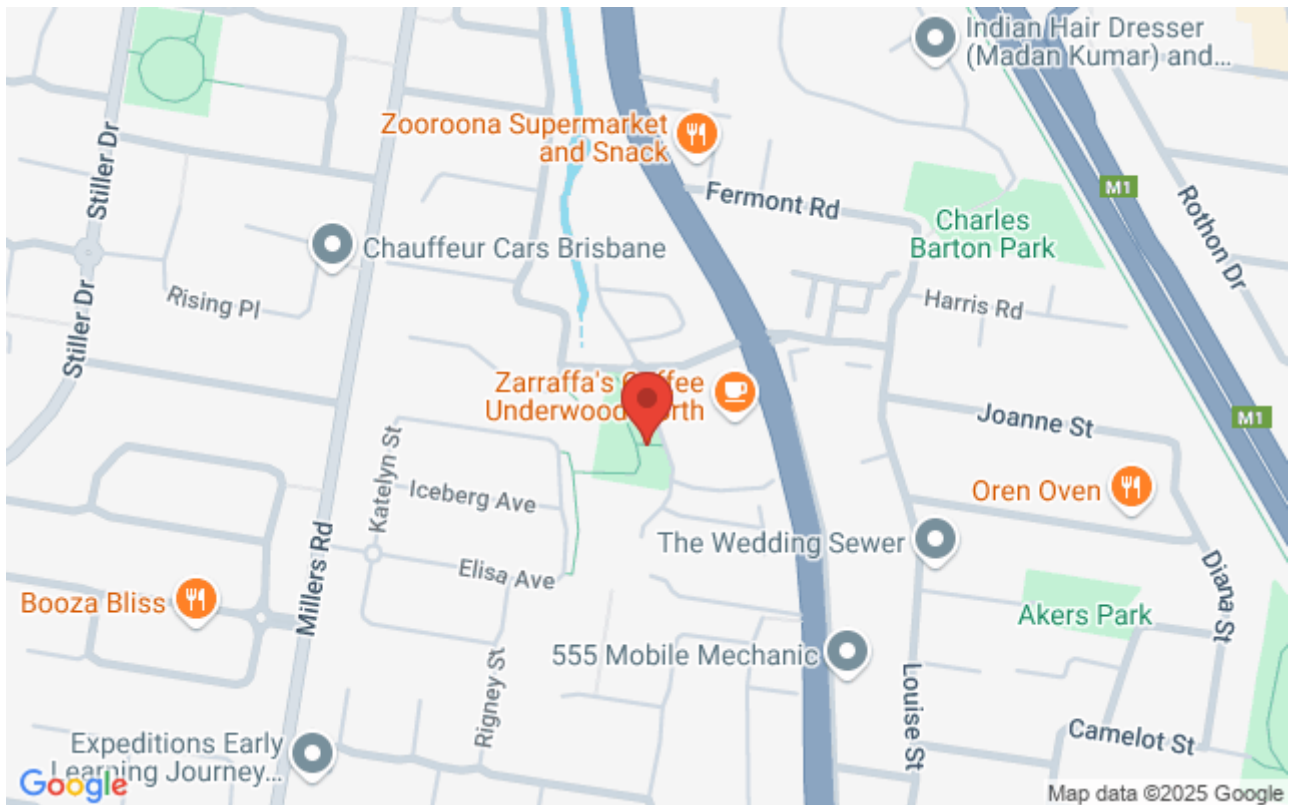 Indian Hair Dresser
(Madan Kumar) and...
Zooroona Supermarket
and Snack
Stiller Dr
Fermont Rd
M1
Rothon Dr
Charles
Barton Park
Chauffeur Cars Brisbane
Rising Pl
Harris Rd
Stiller Dr
Zarraffa's Coffee
Underwood North
Joanne St
M1
Katelyn St
Iceberg Ave
Oren Oven
The Wedding Sewer
Elisa Ave
Millers Rd
Booza Bliss
Diana St
Akers Park
555 Mobile Mechanic
Rigney St
Louise St
Camelot St
Expeditions Early
Learning Journey...
Google
Map data ©2025 Google